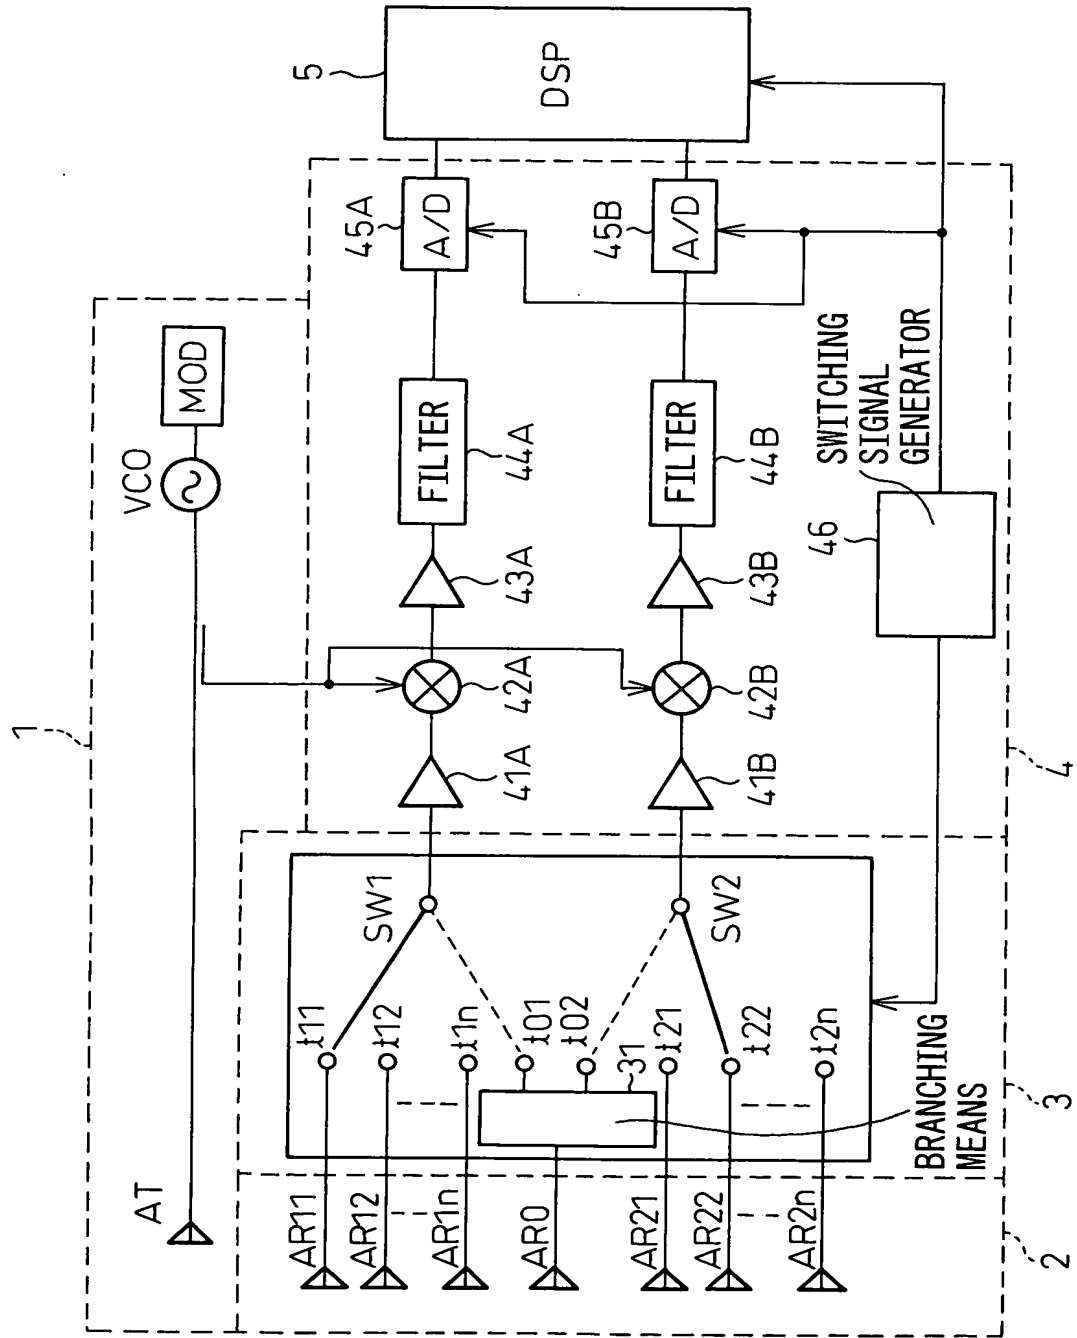 1
AT
VCO
MOD
AR11
AR12
AR1n
AR0
AR21
AR22
AR2n
t11
t12
t1n
t01
t02
t21
t22
t2n
31
SW1
SW2
BRANCHING
MEANS
41A
42A
43A
FILTER
44A
45A
A/D
41B
42B
43B
FILTER
44B
45B
A/D
46
SWITCHING
SIGNAL
GENERATOR
5
DSP
2
3
4